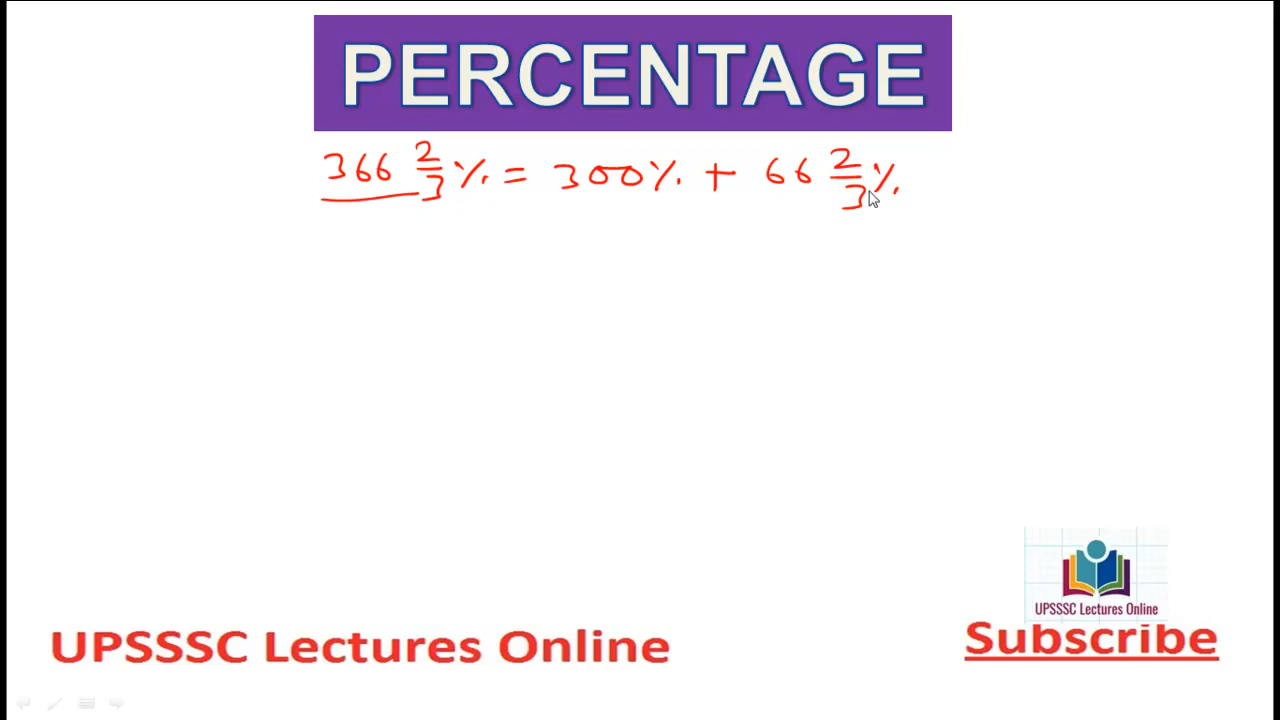 PERCENTAGE
366 2/3 % = 300% + 66 2/3 %
UPSSSC Lectures Online
UPSSSC Lectures Online
Subscribe